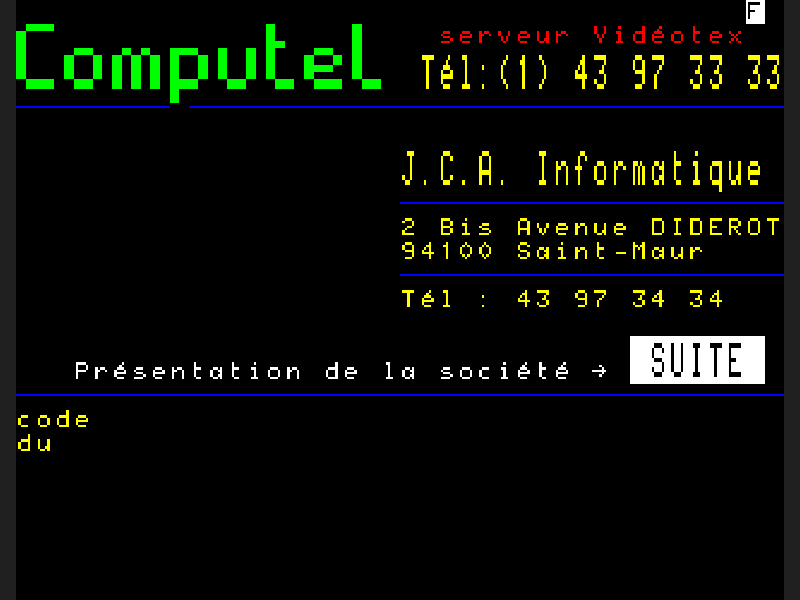 F
Computel
serveur Vidéotex
Tél:(1) 43 97 33 33
J.C.A. Informatique
2 Bis Avenue DIDEROT
94100 Saint-Maur
Tél : 43 97 34 34
Présentation de la société → SUITE
code
du